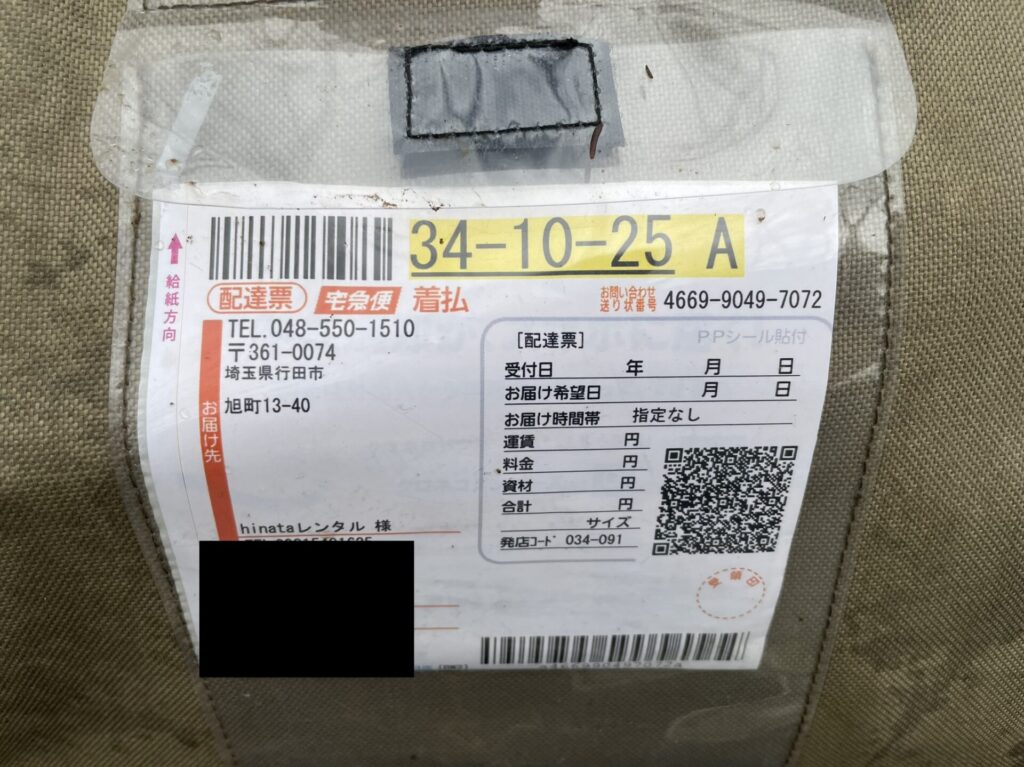 34-10-25 A
給紙方向
配達票 宅急便 着払
お問い合わせ
送り状番号 4669-9049-7072
TEL.048-550-1510
〒361-0074
埼玉県行田市
旭町13-40
お届け先
hinataレンタル 様
[配達票] PPシール貼付
受付日 年 月 日
お届け希望日 月 日
お届け時間帯 指定なし
運賃 円
料金 円
資材 円
合計 円
サイズ
発店コード 034-091
受領印